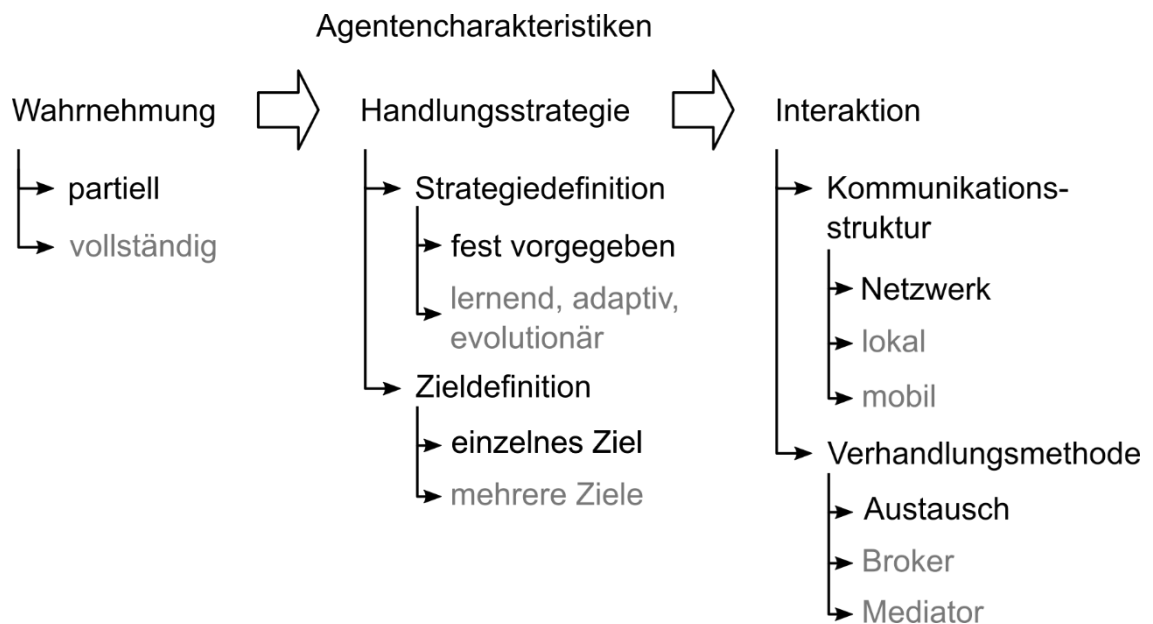 Agentencharakteristiken
Wahrnehmung
partiell
vollständig
Handlungsstrategie
Strategiedefinition
fest vorgegeben
lernend, adaptiv,
evolutionär
Zieldefinition
einzelnes Ziel
mehrere Ziele
Interaktion
Kommunikations-
struktur
Netzwerk
lokal
mobil
Verhandlungsmethode
Austausch
Broker
Mediator